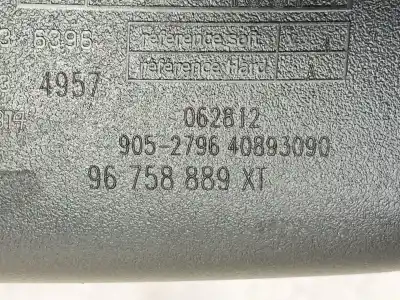 6396
référence Soft
référence Hard
4957
062812
905-2796 40893090
96 758 889 XT